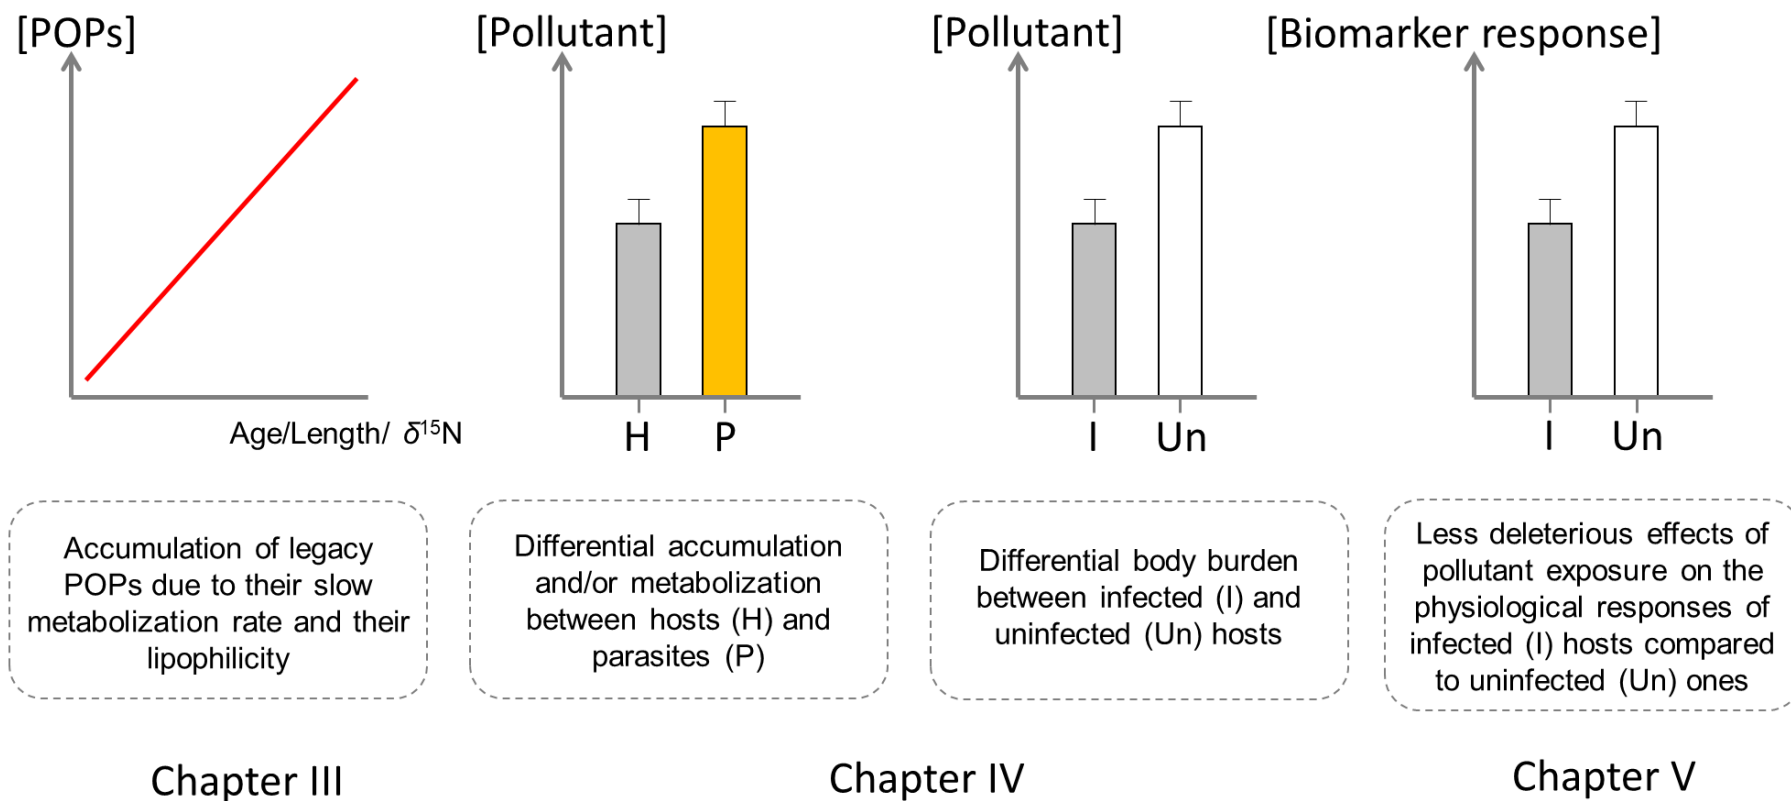 [POPs]
[Pollutant]
[Pollutant]
[Biomarker response]
Age/Length/ δ¹⁵N
H
P
I
Un
I
Un
Accumulation of legacy
POPs due to their slow
metabolization rate and their
lipophilicity
Differential accumulation
and/or metabolization
between hosts (H) and
parasites (P)
Differential body burden
between infected (I) and
uninfected (Un) hosts
Less deleterious effects of
pollutant exposure on the
physiological responses of
infected (I) hosts compared
to uninfected (Un) ones
Chapter III
Chapter IV
Chapter V